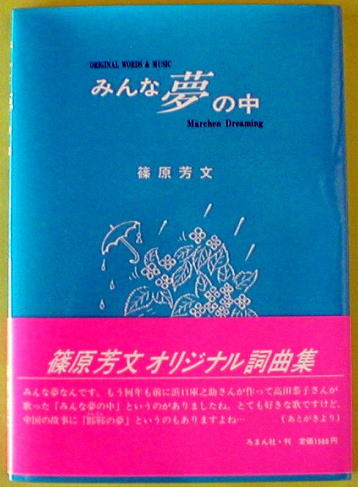 ORIGINAL WORDS & MUSIC
みんな夢の中
Märchen Dreaming
篠原芳文
篠原芳文オリジナル詞曲集
みんな夢なんです。もう何年も前に浜口庫之助さんが作って高田恭子さんが
歌った「みんな夢の中」というのがありましたね。とても好きな歌ですけど、
中国の故事に「邯鄲の夢」というのもありますよね…
(あとがきより)
ろまん社・刊 定価1500円